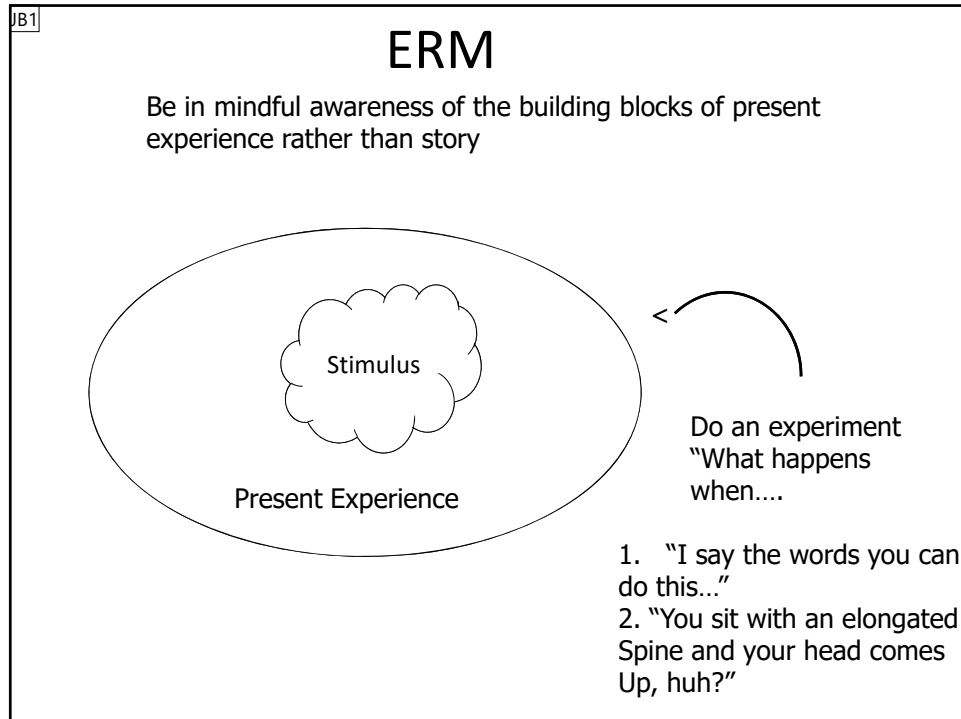 JB1
ERM
Be in mindful awareness of the building blocks of present
experience rather than story
Stimulus
Present Experience
<
Do an experiment
“What happens
when….
1. “I say the words you can
do this…”
2. “You sit with an elongated
Spine and your head comes
Up, huh?”